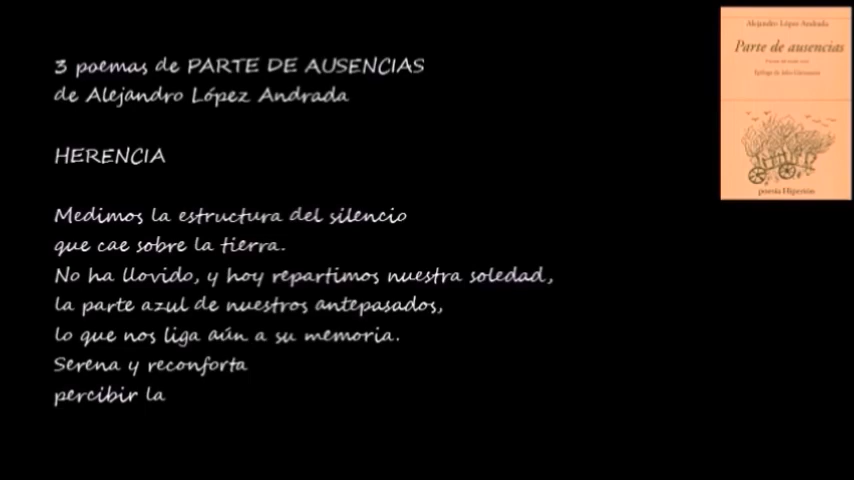 3 poemas de PARTE DE AUSENCIAS
de Alejandro López Andrada
HERENCIA
Medimos la estructura del silencio
que cae sobre la tierra.
No ha llovido, y hoy repartimos nuestra soledad,
la parte azul de nuestros antepasados,
lo que nos liga aún a su memoria.
Serena y reconforta
percibir la
Alejandro López Andrada
Parte de ausencias
poesía Hiperión